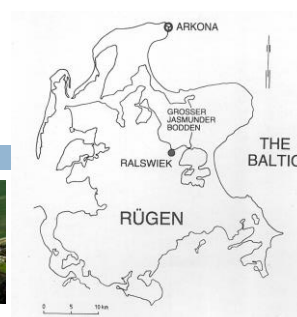 ARKONA
GROSSER
JASMUNDER
BODDEN
THE
BALTIC
RALSWIEK
RÜGEN
0 5 10km